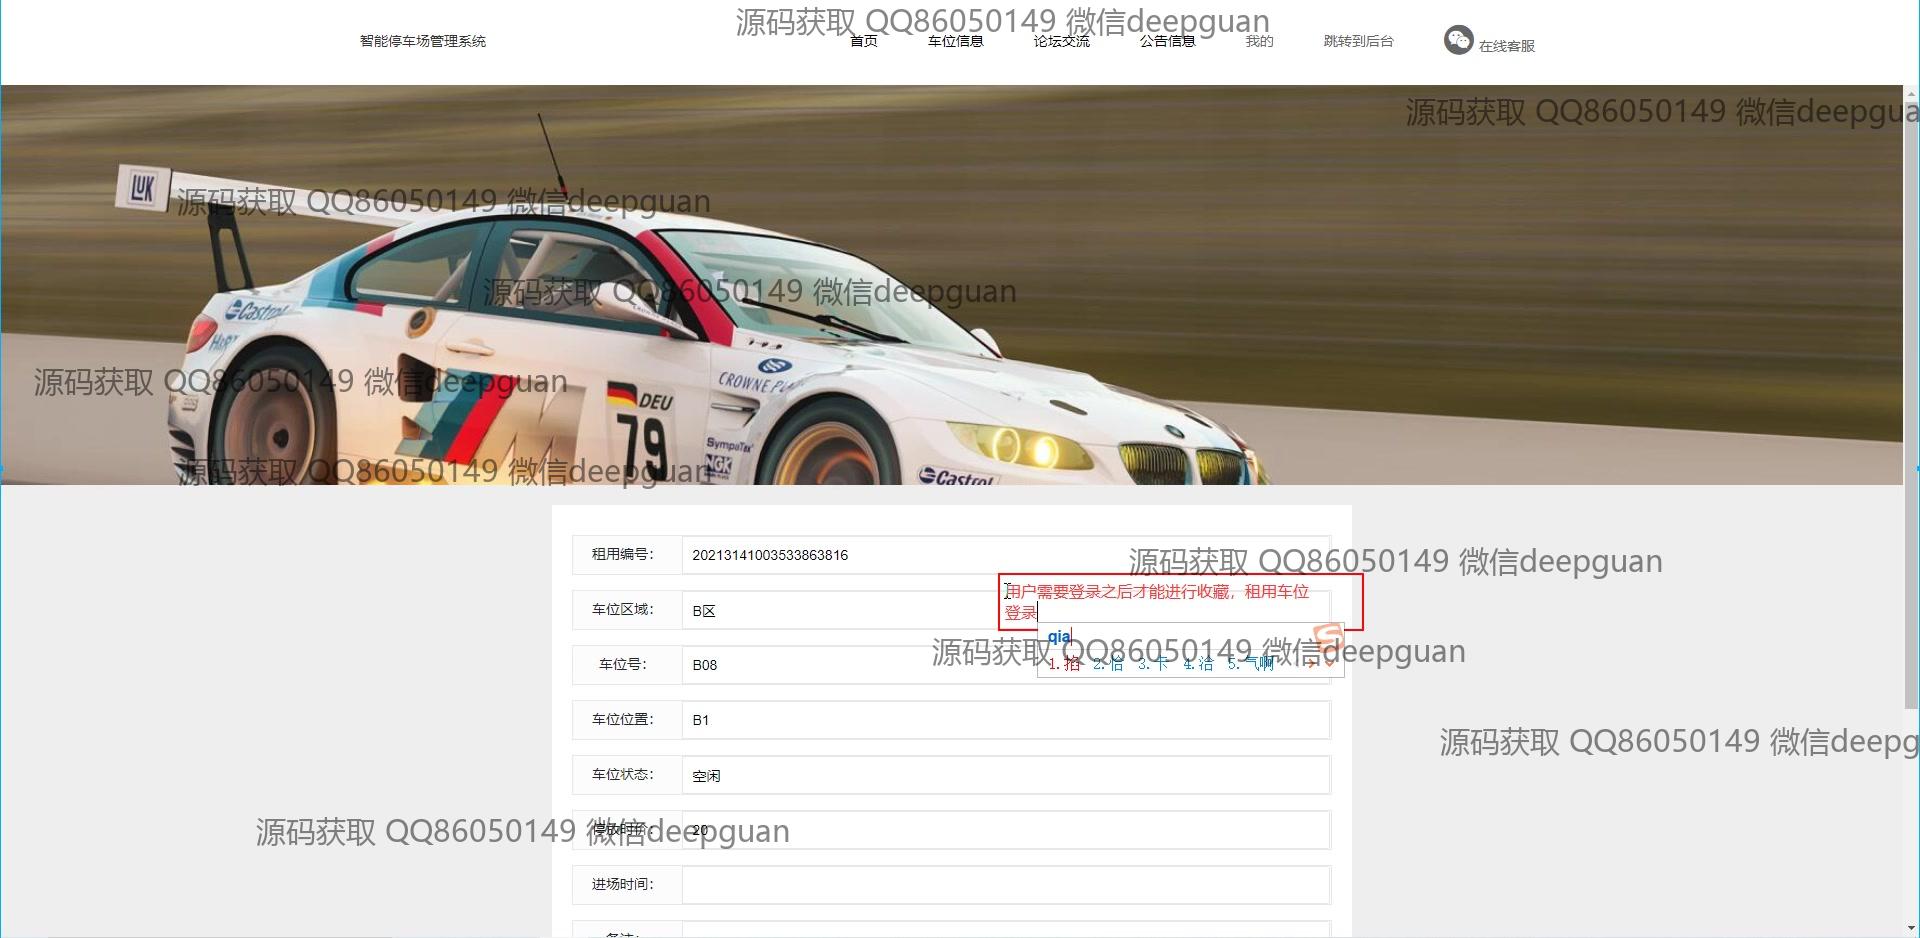 源码获取 QQ86050149 微信deepguan
智能停车场管理系统
首页
车位信息
论坛交流
公告信息
我的
跳转到后台
在线客服
源码获取 QQ86050149 微信deepgua
LUK
源码获取 QQ86050149 微信deepguan
源码获取 QQ86050149 微信deepguan
Castrol
源码获取 QQ86050149 微信deepguan
CROWNE PLA
DEU
79
SympaTex
NGK
源码获取 QQ86050149 微信deepguan
Castrol
租用编号：
20213141003533863816
源码获取 QQ86050149 微信deepguan
用户需要登录之后才能进行收藏，租用车位
登录
车位区域：
B区
qia
1.掐 2.恰 3.卡 4.洽 5.气啊
源码获取 QQ86050149 微信deepguan
车位号：
B08
车位位置：
B1
源码获取 QQ86050149 微信deepg
车位状态：
空闲
停放时价：
20
源码获取 QQ86050149 微信deepguan
进场时间：
备注：